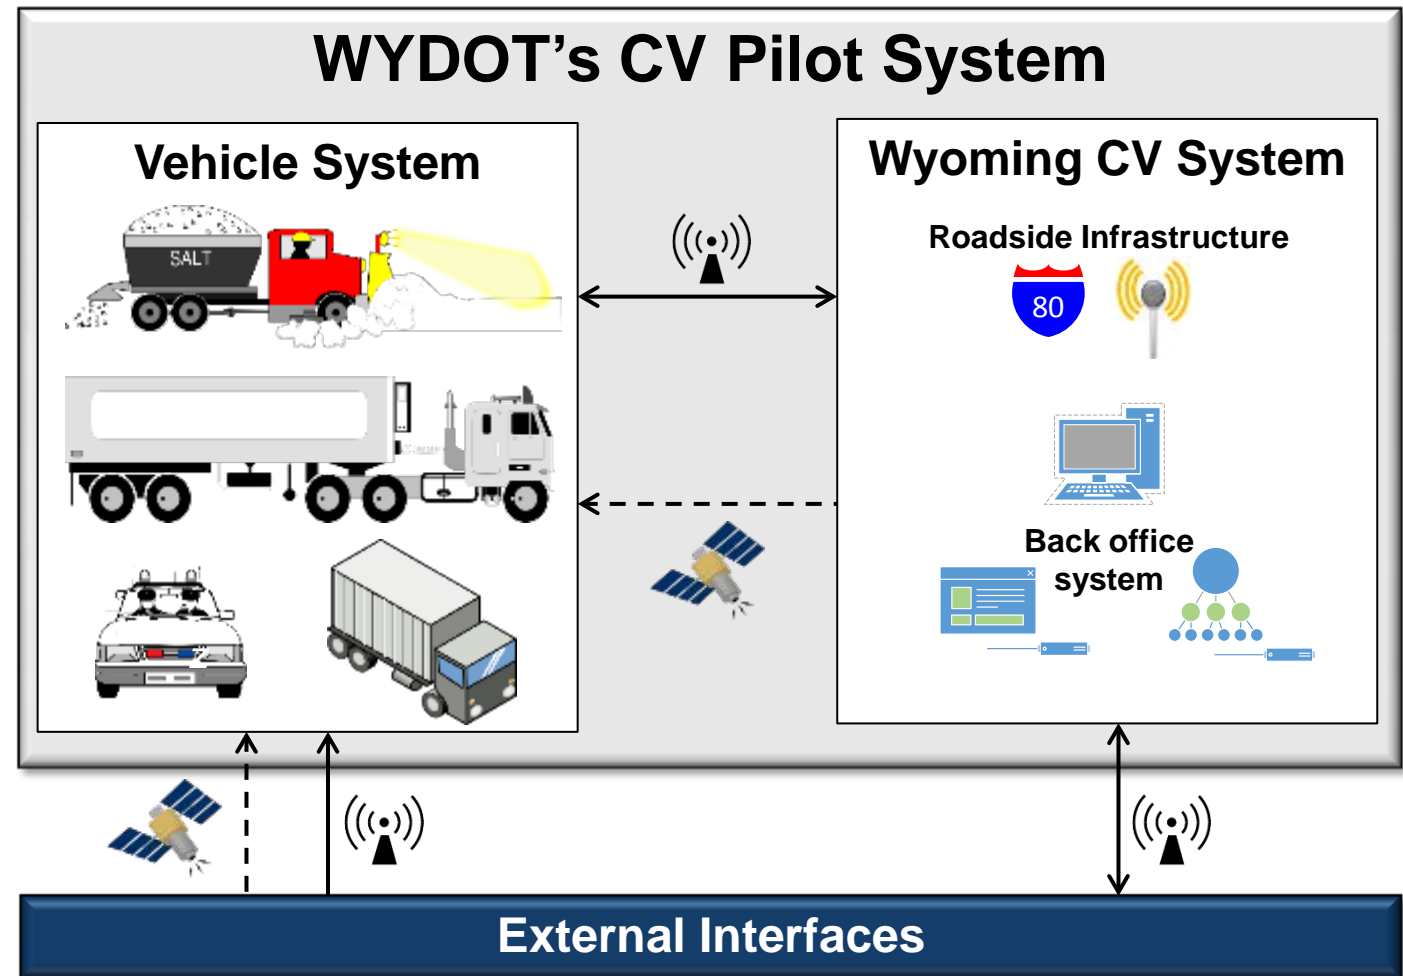 WYDOT's CV Pilot System
Vehicle System
SALT
Wyoming CV System
Roadside Infrastructure
80
Back office
system
External Interfaces